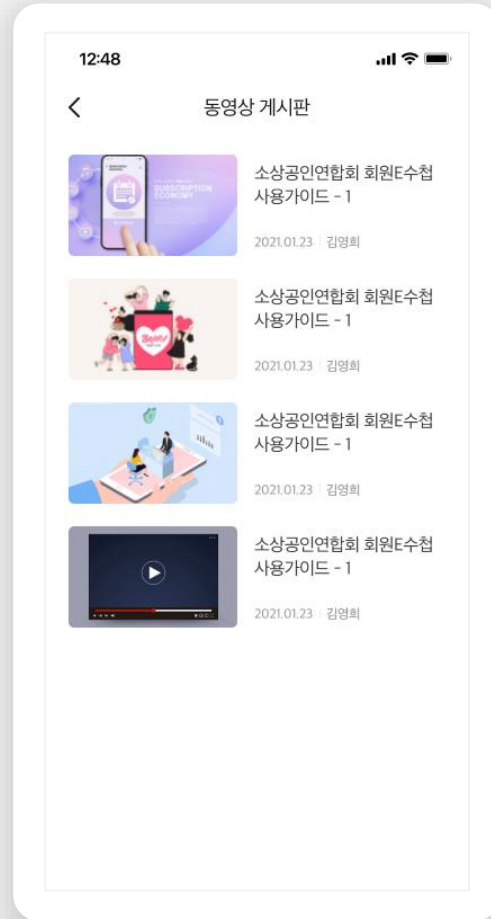 12:48
동영상 게시판
SUBSCRIPTION
ECONOMY
소상공인연합회 회원E수첩
사용가이드 - 1
2021.01.23 김영희
소상공인연합회 회원E수첩
사용가이드 - 1
2021.01.23 김영희
소상공인연합회 회원E수첩
사용가이드 - 1
2021.01.23 김영희
소상공인연합회 회원E수첩
사용가이드 - 1
2021.01.23 김영희